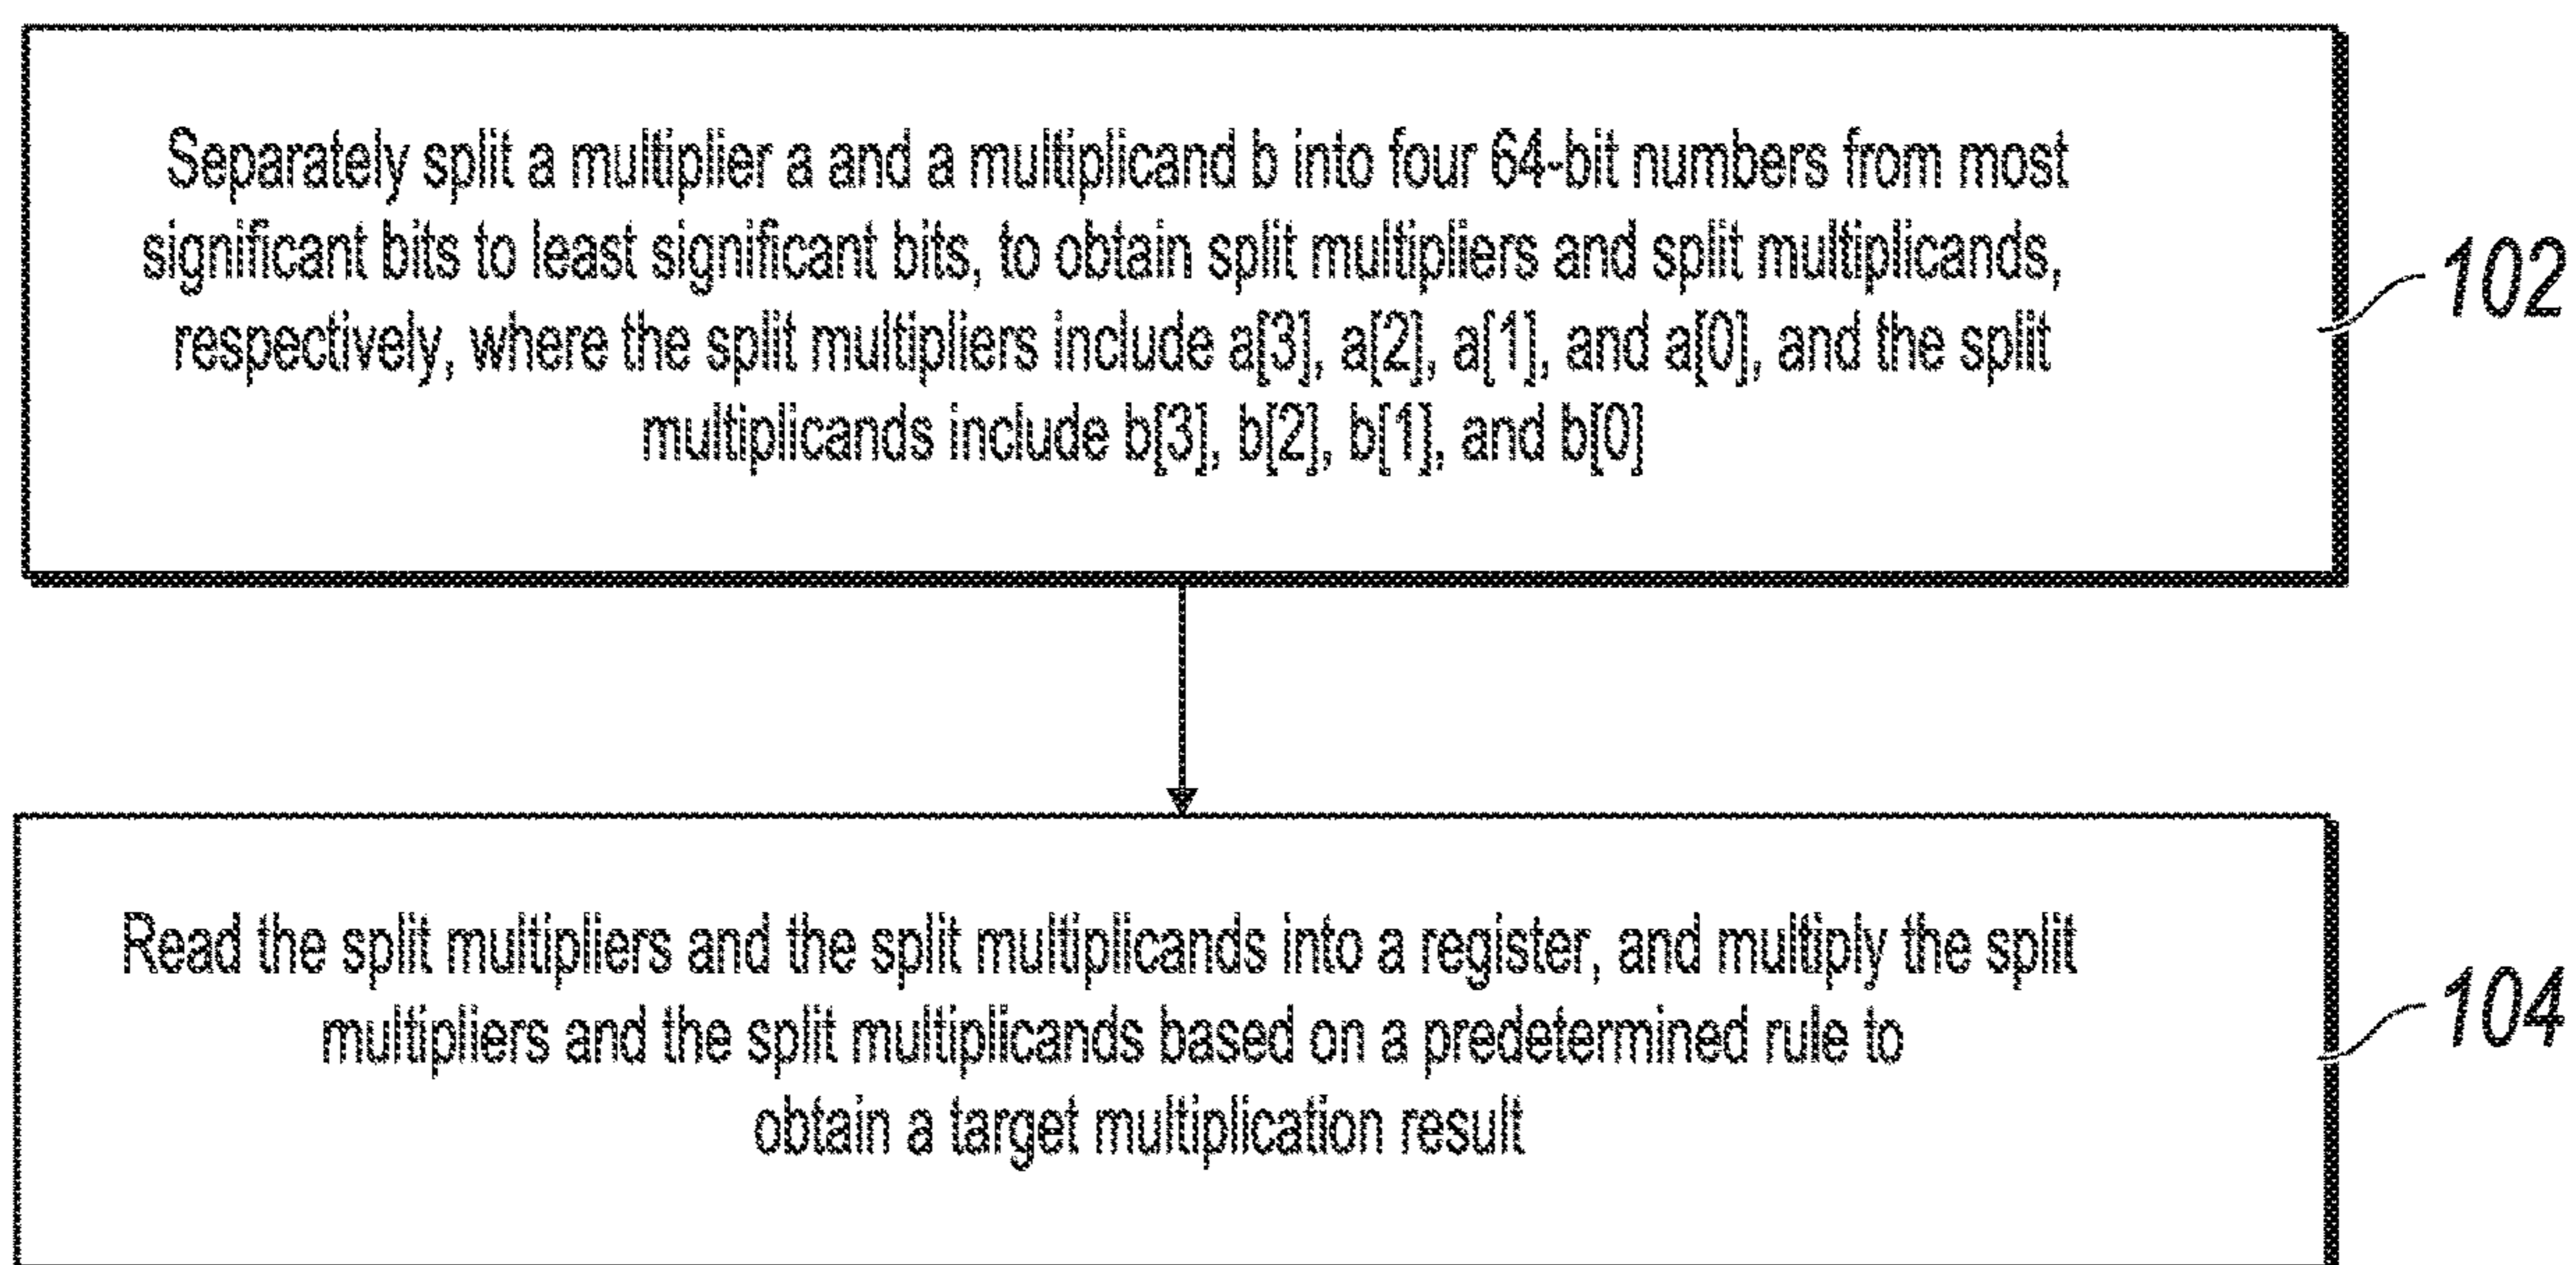 Separately split a multiplier a and a multiplicand b into four 64-bit numbers from most
significant bits to least significant bits, to obtain split multipliers and split multiplicands,
respectively, where the split multipliers include a[3], a[2], a[1], and a[0], and the split
multiplicands include b[3], b[2], b[1], and b[0]
102
Read the split multipliers and the split multiplicands into a register, and multiply the split
multipliers and the split multiplicands based on a predetermined rule to
obtain a target multiplication result
104